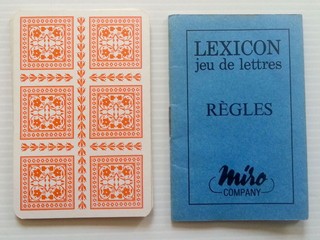 LEXICON
jeu de lettres
RÈGLES
miro
COMPANY